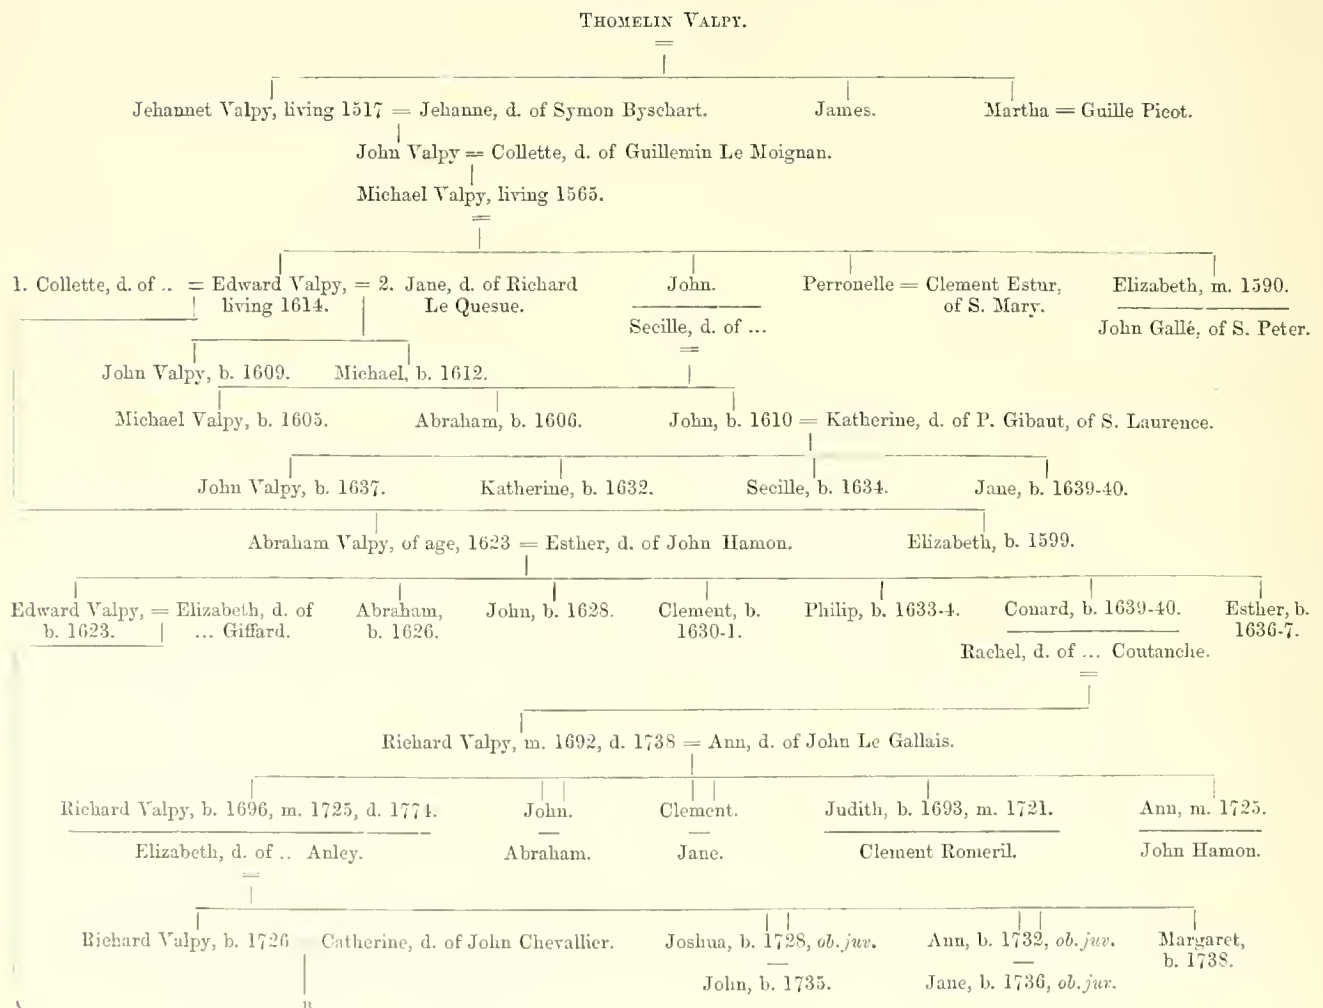 THOMELIN VALPY.
=
Jehannet Valpy, living 1517 = Jehanne, d. of Symon Byschart. James. Martha = Guille Picot.
John Valpy = Collette, d. of Guillemin Le Moignan.
Michael Valpy, living 1565.
=
1. Collette, d. of .. = Edward Valpy, = 2. Jane, d. of Richard John. Perronelle = Clement Estur, Elizabeth, m. 1590.
living 1614. Le Quesue. of S. Mary.
Secille, d. of ... John Gallé, of S. Peter.
=
John Valpy, b. 1609. Michael, b. 1612.
Michael Valpy, b. 1605. Abraham, b. 1606. John, b. 1610 = Katherine, d. of P. Gibaut, of S. Laurence.
John Valpy, b. 1637. Katherine, b. 1632. Secille, b. 1634. Jane, b. 1639-40.
Abraham Valpy, of age, 1623 = Esther, d. of John Hamon. Elizabeth, b. 1599.
Edward Valpy, = Elizabeth, d. of Abraham, John, b. 1628. Clement, b. Philip, b. 1633-4. Conard, b. 1639-40. Esther, b.
b. 1623. ... Giffard. b. 1626. 1630-1. 1636-7.
Rachel, d. of ... Coutanche.
=
Richard Valpy, m. 1692, d. 1738 = Ann, d. of John Le Gallais.
Richard Valpy, b. 1696, m. 1725, d. 1774. John. Clement. Judith, b. 1693, m. 1721. Ann, m. 1725.
Elizabeth, d. of .. Anley. Abraham. Jane. Clement Romeril. John Hamon.
=
Richard Valpy, b. 1726 Catherine, d. of John Chevallier. Joshua, b. 1728, ob. juv. Ann, b. 1732, ob. juv. Margaret,
b. 1738.
John, b. 1735. Jane, b. 1736, ob. juv.